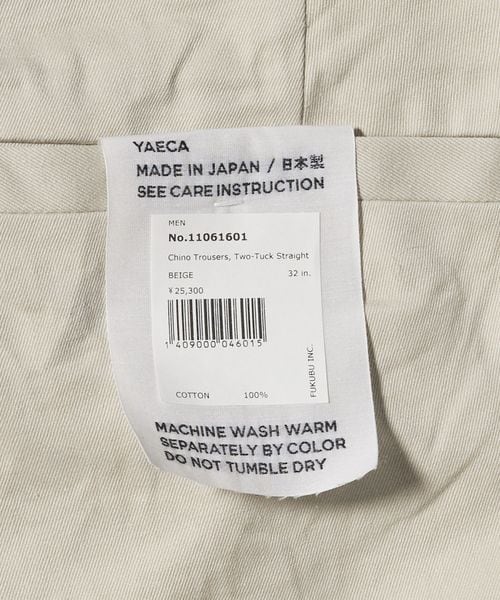 YAECA
MADE IN JAPAN / 日本製
SEE CARE INSTRUCTION
MEN
No.11061601
Chino Trousers, Two-Tuck Straight
BEIGE 32 in.
¥25,300
1 409000 046015
COTTON 100%
FUKUBU INC.
MACHINE WASH WARM
SEPARATELY BY COLOR
DO NOT TUMBLE DRY